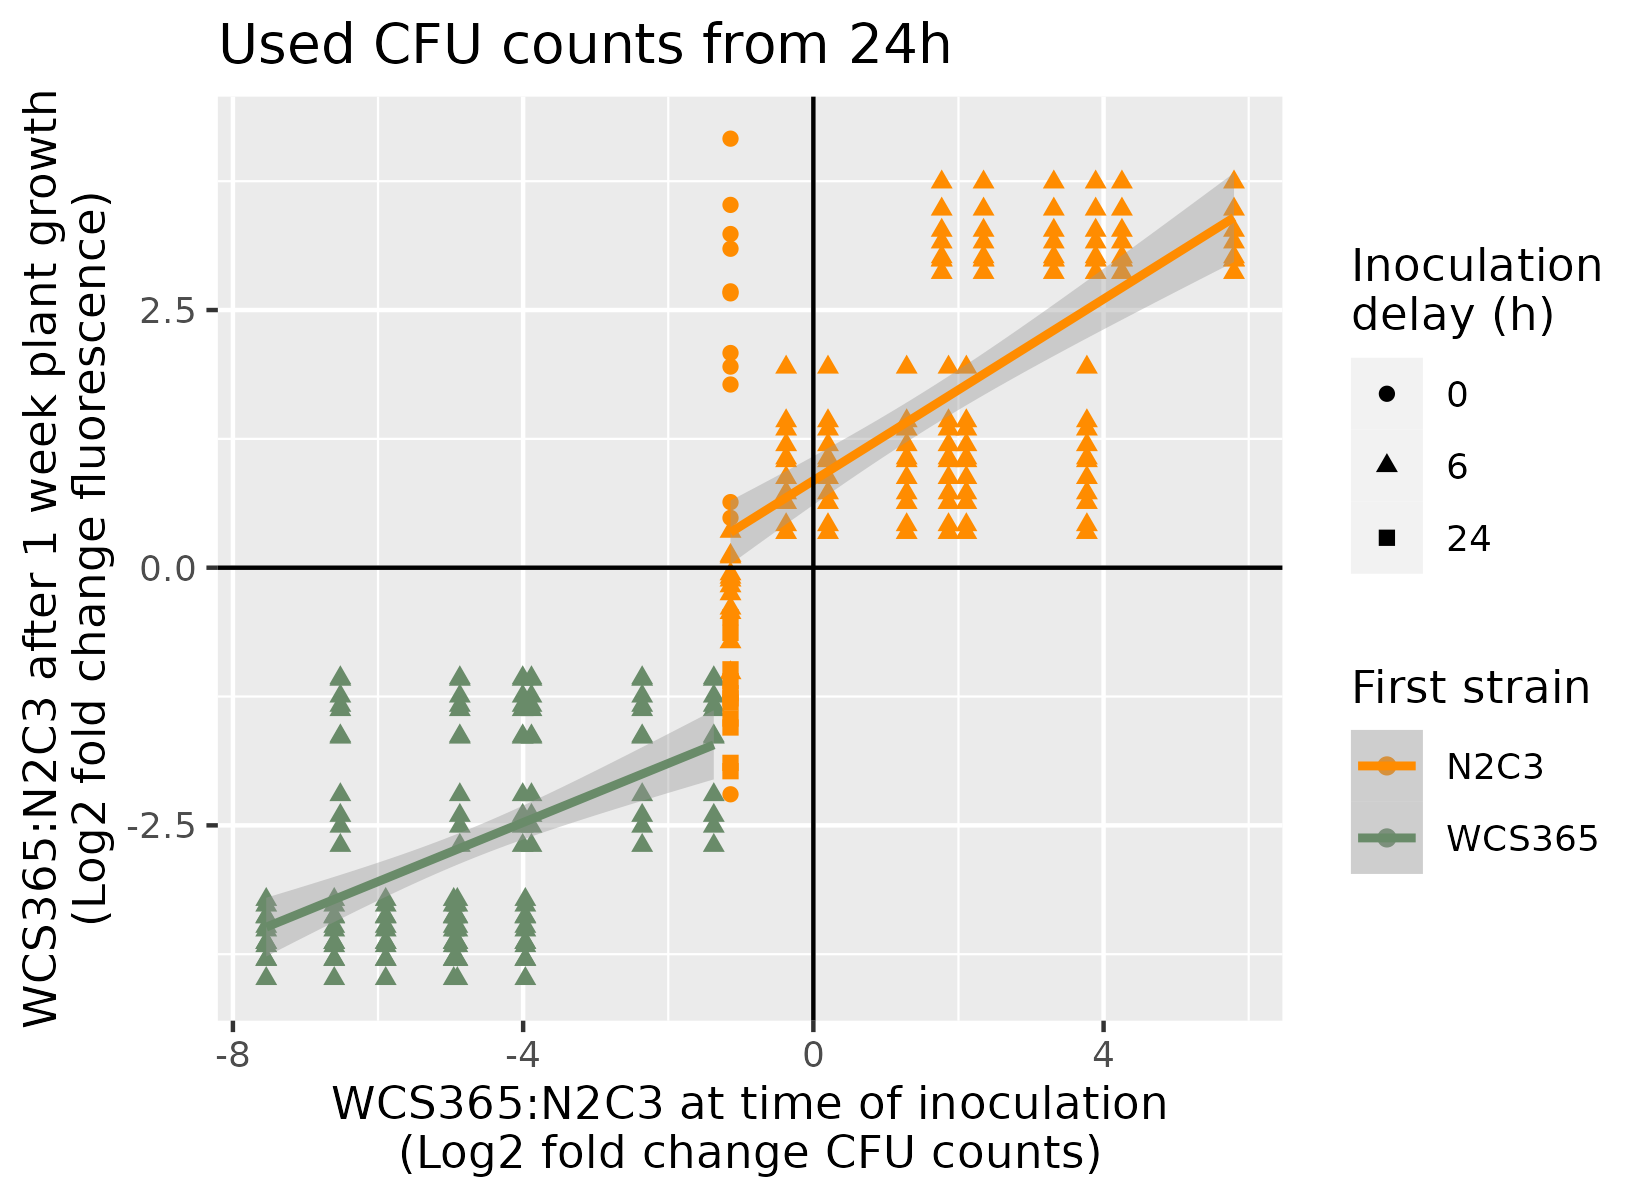 Used CFU counts from 24h
WCS365:N2C3 after 1 week plant growth
(Log2 fold change fluorescence)
2.5
0.0
-2.5
-8
-4
0
4
WCS365:N2C3 at time of inoculation
(Log2 fold change CFU counts)
Inoculation
delay (h)
0
6
24
First strain
N2C3
WCS365